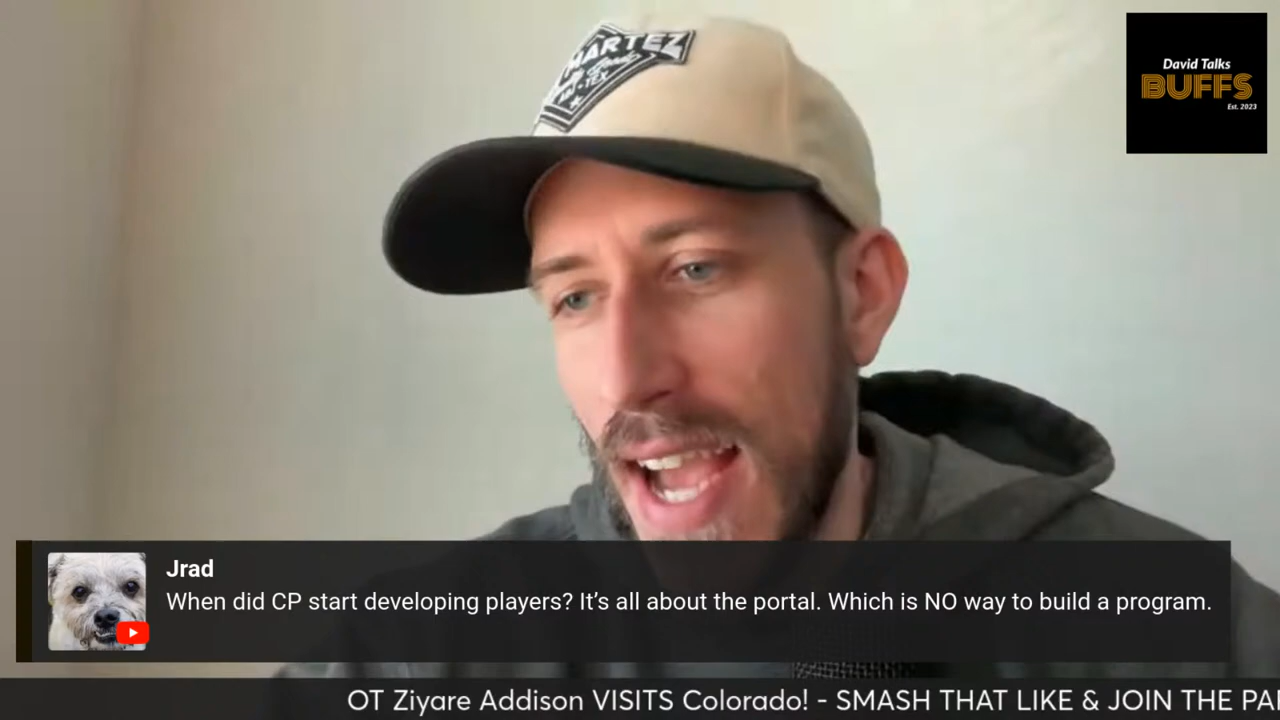 David Talks
BUFFS
Est. 2023
MARTEZ
Jrad
When did CP start developing players? It’s all about the portal. Which is NO way to build a program.
OT Ziyare Addison VISITS Colorado! - SMASH THAT LIKE & JOIN THE PA